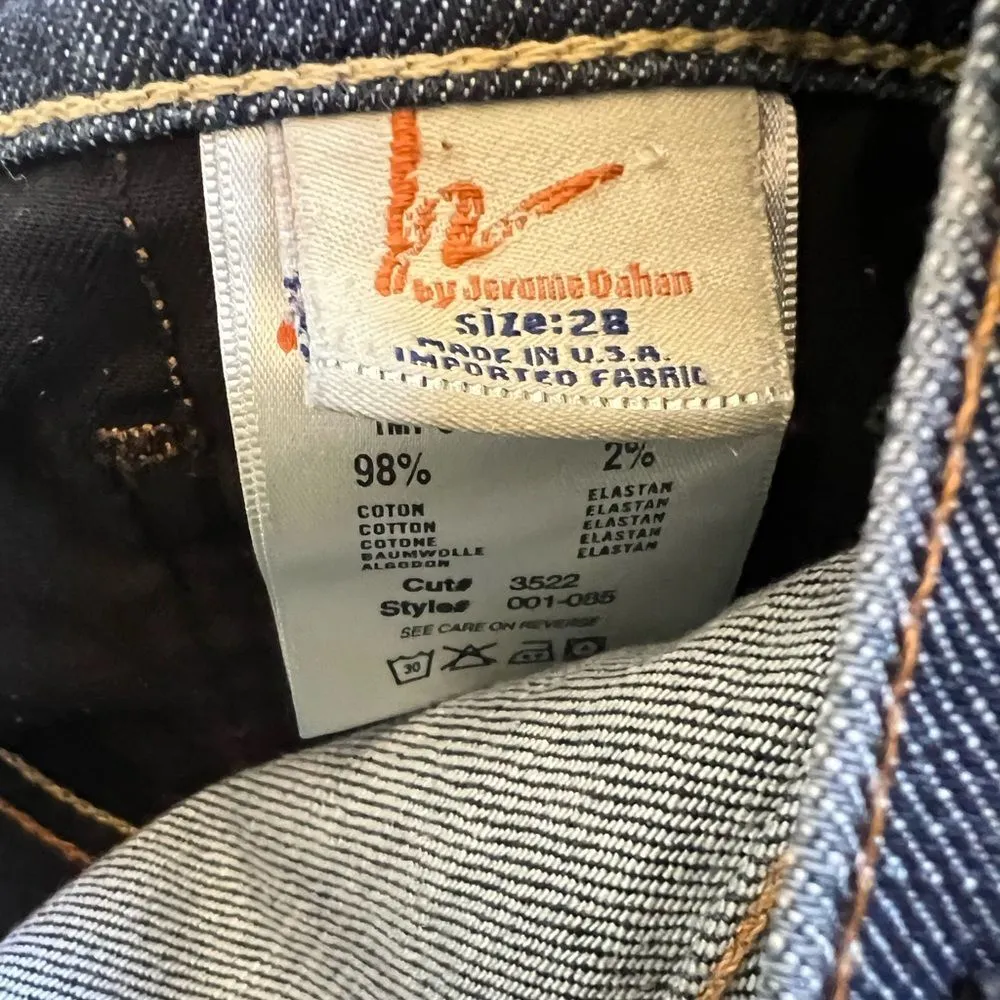 by Jerome Dahan
size:28
MADE IN U.S.A.
IMPORTED FABRIC
98% 2%
COTON ELASTAN
COTTON ELASTAN
COTONE ELASTAN
BAUMWOLLE ELASTAN
ALGODON ELASTAN
Cut# 3522
Style# 001-085
SEE CARE ON REVERSE
30